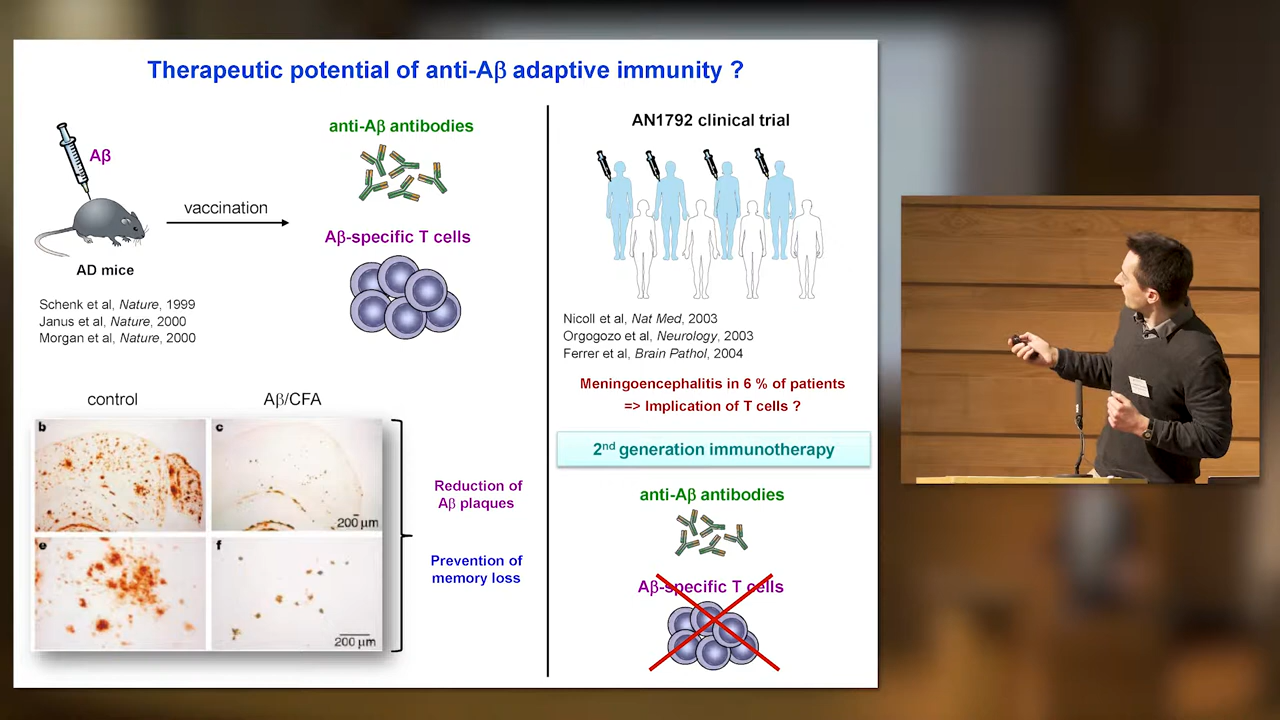 Therapeutic potential of anti-Aβ adaptive immunity ?
Aβ
AD mice
vaccination
anti-Aβ antibodies
Aβ-specific T cells
Schenk et al, Nature, 1999
Janus et al, Nature, 2000
Morgan et al, Nature, 2000
control
Aβ/CFA
b
c
200 µm
e
f
200 µm
Reduction of
Aβ plaques
Prevention of
memory loss
AN1792 clinical trial
Nicoll et al, Nat Med, 2003
Orgogozo et al, Neurology, 2003
Ferrer et al, Brain Pathol, 2004
Meningoencephalitis in 6 % of patients
=> Implication of T cells ?
2nd generation immunotherapy
anti-Aβ antibodies
Aβ-specific T cells